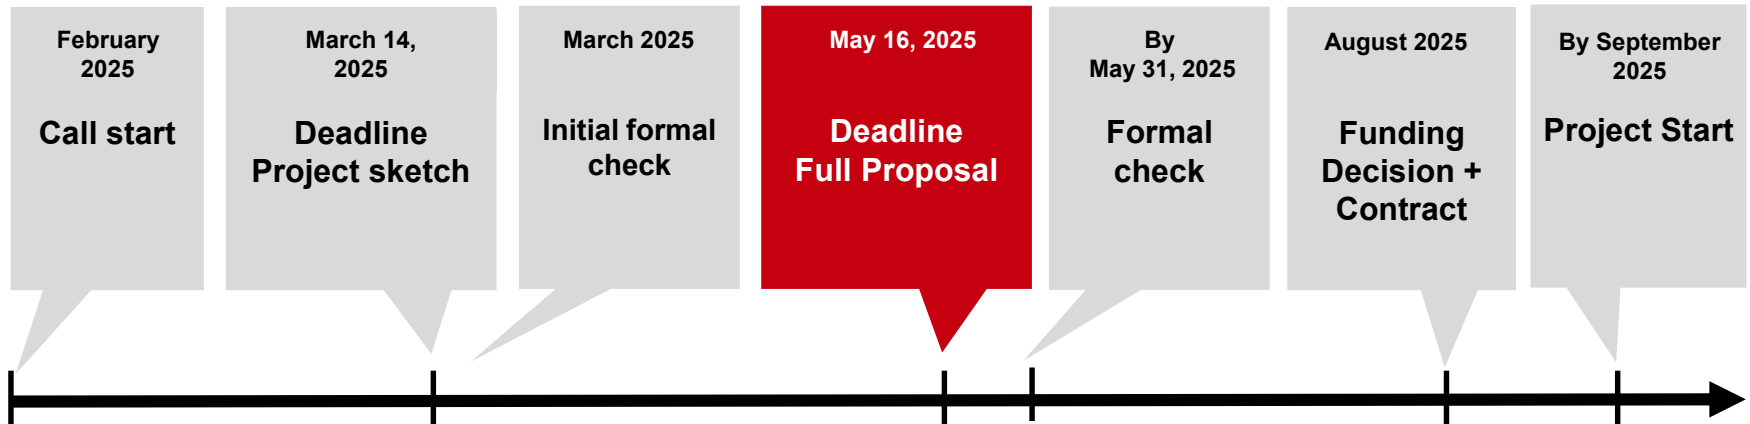 February
2025
Call start
March 14,
2025
Deadline
Project sketch
March 2025
Initial formal
check
May 16, 2025
Deadline
Full Proposal
By
May 31, 2025
Formal
check
August 2025
Funding
Decision +
Contract
By September
2025
Project Start